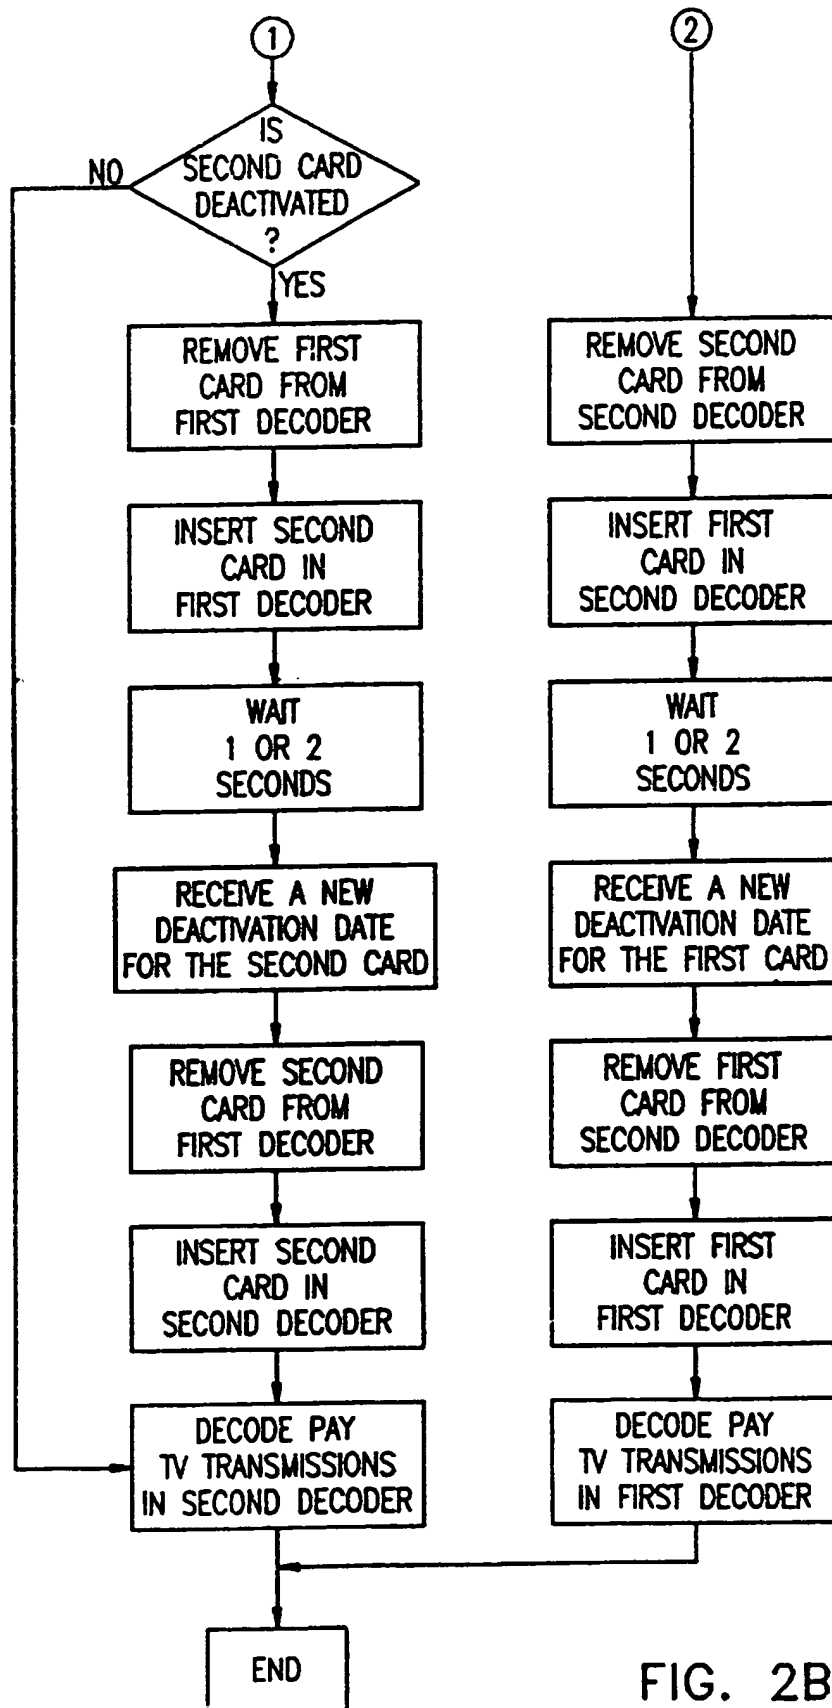 1
IS
SECOND CARD
DEACTIVATED
?
NO
YES
REMOVE FIRST
CARD FROM
FIRST DECODER
INSERT SECOND
CARD IN
FIRST DECODER
WAIT
1 OR 2
SECONDS
RECEIVE A NEW
DEACTIVATION DATE
FOR THE SECOND CARD
REMOVE SECOND
CARD FROM
FIRST DECODER
INSERT SECOND
CARD IN
SECOND DECODER
DECODE PAY
TV TRANSMISSIONS
IN SECOND DECODER
2
REMOVE SECOND
CARD FROM
SECOND DECODER
INSERT FIRST
CARD IN
SECOND DECODER
WAIT
1 OR 2
SECONDS
RECEIVE A NEW
DEACTIVATION DATE
FOR THE FIRST CARD
REMOVE FIRST
CARD FROM
SECOND DECODER
INSERT FIRST
CARD IN
FIRST DECODER
DECODE PAY
TV TRANSMISSIONS
IN FIRST DECODER
END
FIG. 2B